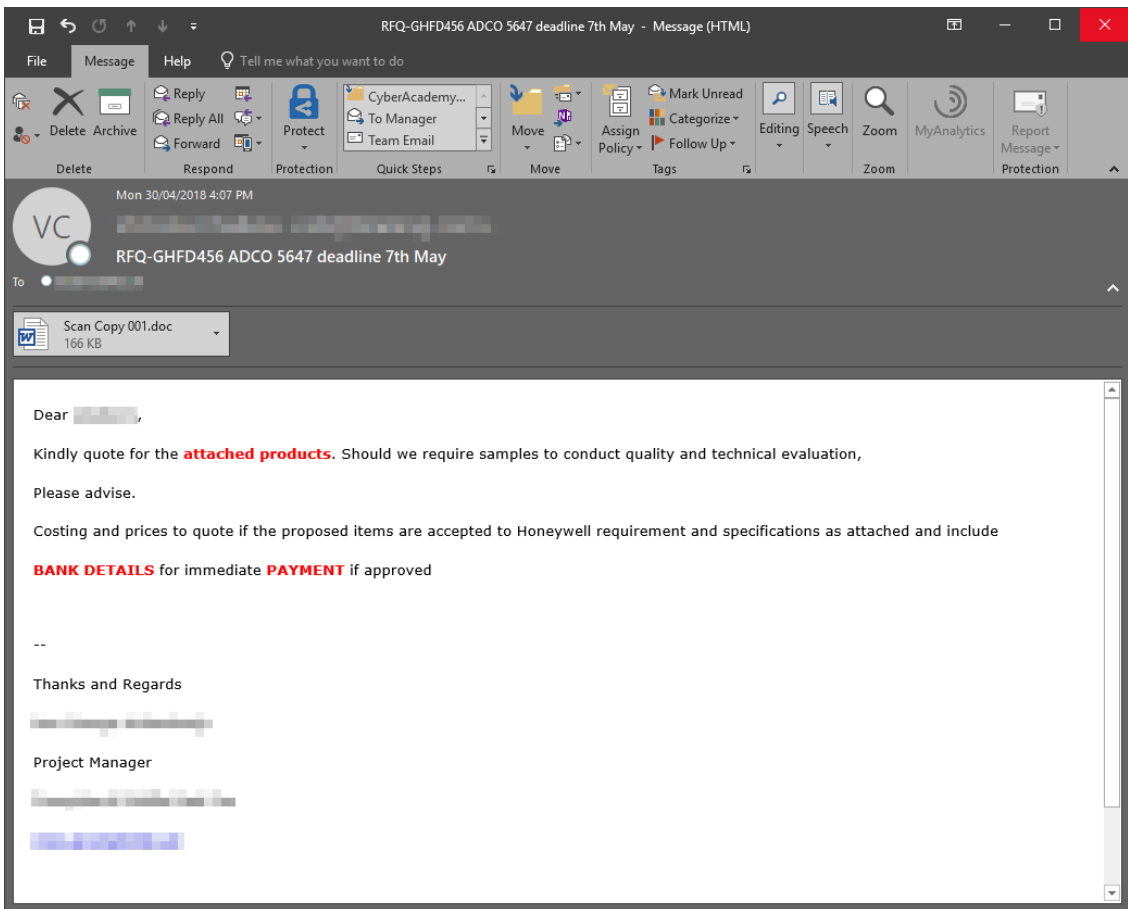 RFQ-GHFD456 ADCO 5647 deadline 7th May - Message (HTML)
File Message Help Tell me what you want to do
Delete Archive
Reply
Reply All
Forward
Protect
CyberAcademy...
To Manager
Team Email
Move
Assign Policy
Mark Unread
Categorize
Follow Up
Editing
Speech
Zoom
MyAnalytics
Report Message
Delete Respond Protection Quick Steps Move Tags Zoom Protection
Mon 30/04/2018 4:07 PM
VC
RFQ-GHFD456 ADCO 5647 deadline 7th May
To
Scan Copy 001.doc
166 KB
Dear ,
Kindly quote for the attached products. Should we require samples to conduct quality and technical evaluation,
Please advise.
Costing and prices to quote if the proposed items are accepted to Honeywell requirement and specifications as attached and include
BANK DETAILS for immediate PAYMENT if approved
--
Thanks and Regards
Project Manager